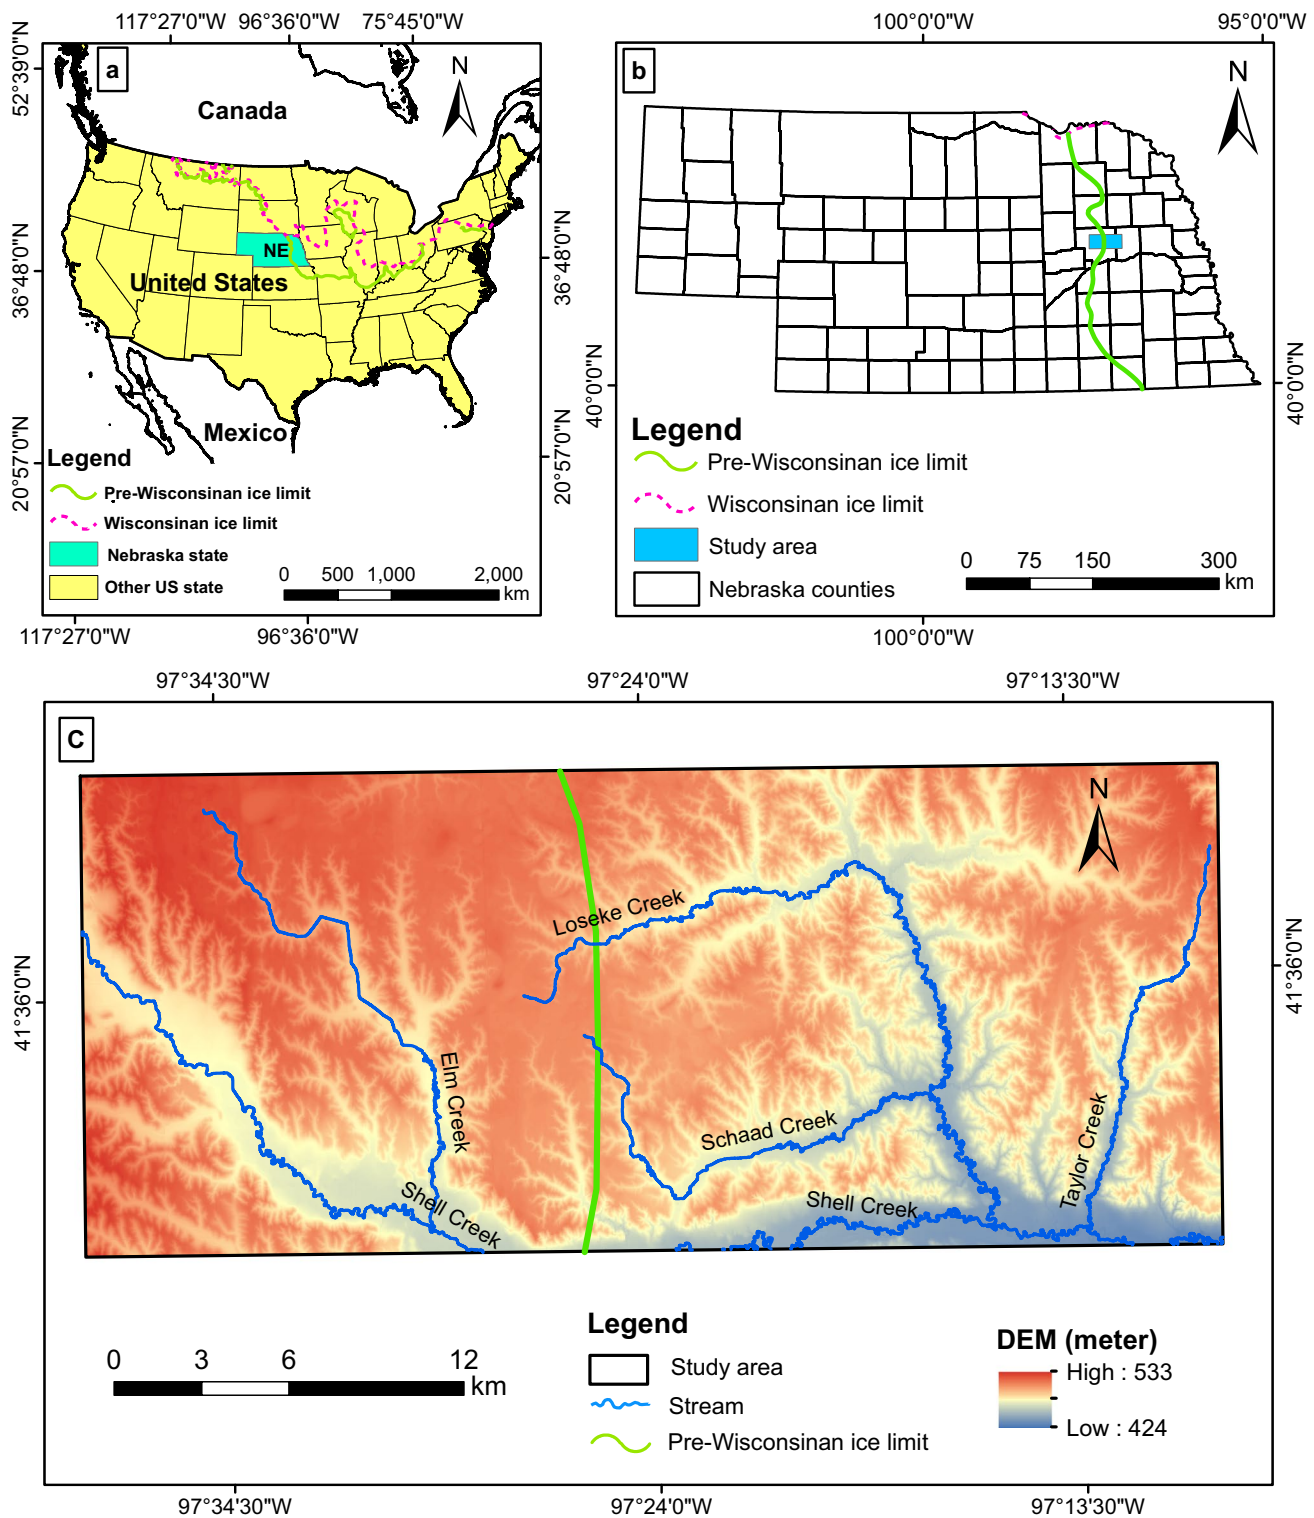 117°27'0"W 96°36'0"W 75°45'0"W
52°39'0"N
36°48'0"N
20°57'0"N
a
N
Canada
NE
United States
Mexico
Legend
Pre-Wisconsinan ice limit
Wisconsinan ice limit
Nebraska state
Other US state
0 500 1,000 2,000
km
36°48'0"N
20°57'0"N
117°27'0"W 96°36'0"W
100°0'0"W 95°0'0"W
b
N
40°0'0"N
40°0'0"N
Legend
Pre-Wisconsinan ice limit
Wisconsinan ice limit
Study area
Nebraska counties
0 75 150 300
km
100°0'0"W
97°34'30"W 97°24'0"W 97°13'30"W
C
N
41°36'0"N
41°36'0"N
Loseke Creek
Elm Creek
Schaad Creek
Taylor Creek
Shell Creek
Shell Creek
0 3 6 12
km
Legend
Study area
Stream
Pre-Wisconsinan ice limit
DEM (meter)
High : 533
Low : 424
97°34'30"W 97°24'0"W 97°13'30"W